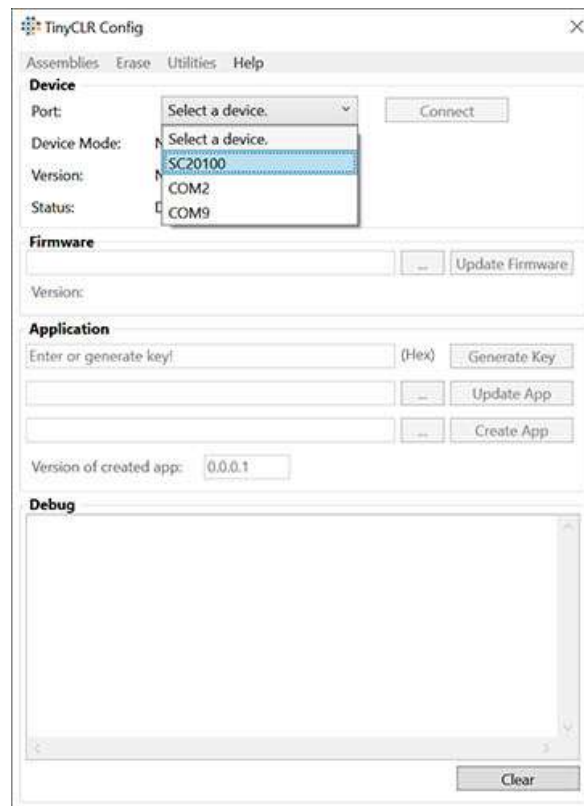 TinyCLR Config
Assemblies Erase Utilities Help
Device
Port: Select a device. Connect
Select a device.
Device Mode:
SC20100
Version:
COM2
Status:
COM9
Firmware
... Update Firmware
Version:
Application
Enter or generate key! (Hex) Generate Key
... Update App
... Create App
Version of created app: 0.0.0.1
Debug
Clear